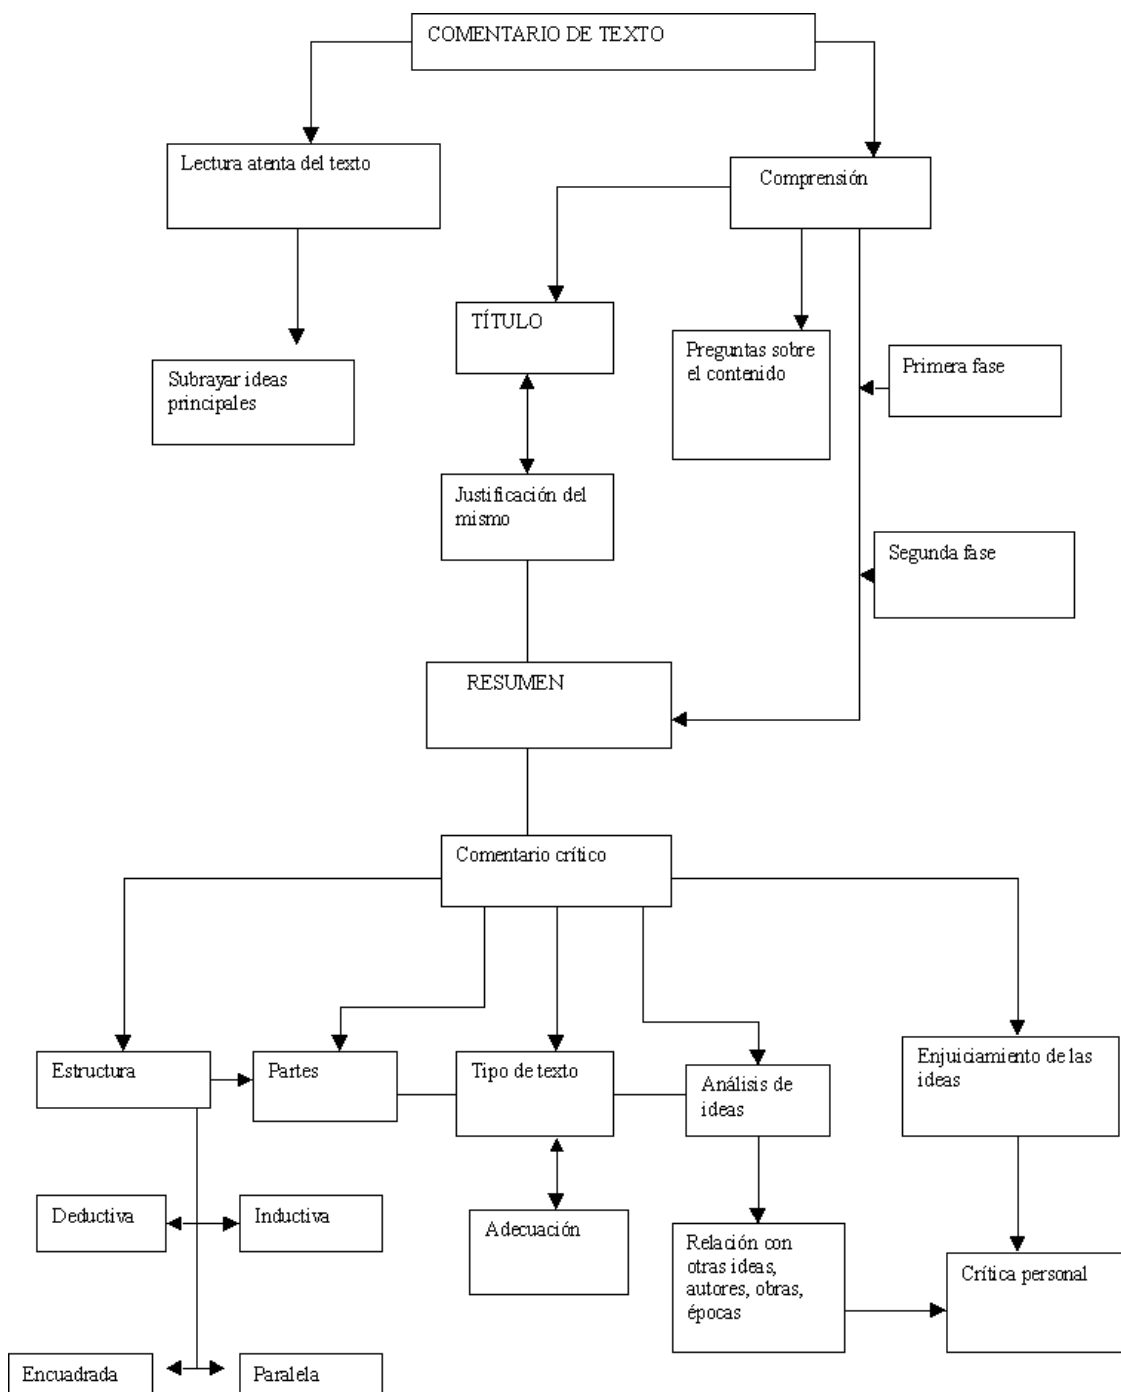 COMENTARIO DE TEXTO
Lectura atenta del texto
Comprensión
TÍTULO
Preguntas sobre
el contenido
Primera fase
Subrayar ideas
principales
Justificación del
mismo
Segunda fase
RESUMEN
Comentario crítico
Estructura
Partes
Tipo de texto
Análisis de
ideas
Enjuiciamiento de las
ideas
Deductiva
Inductiva
Adecuación
Relación con
otras ideas,
autores, obras,
épocas
Crítica personal
Encuadrada
Paralela